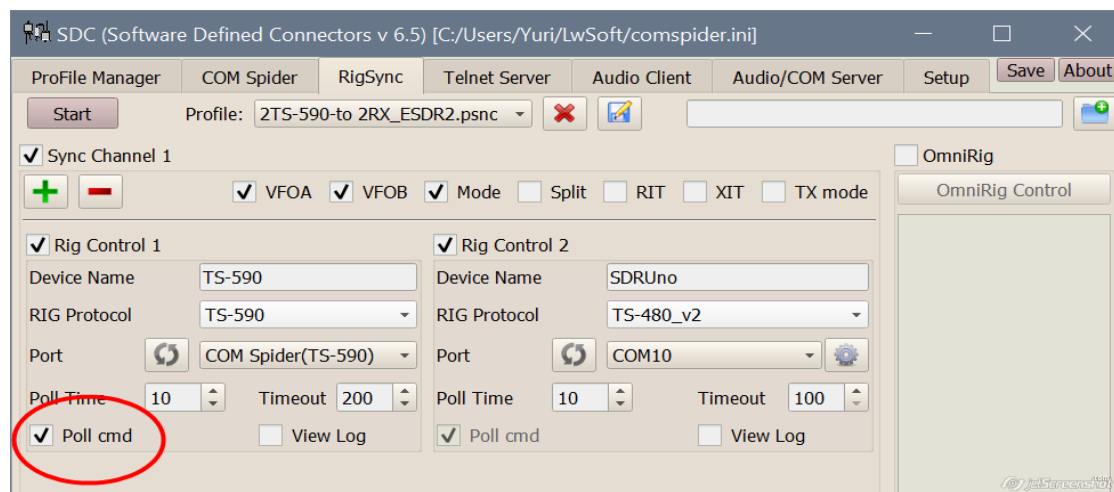 SDC (Software Defined Connectors v 6.5) [C:/Users/Yuri/LwSoft/comspider.ini]
ProFile Manager COM Spider RigSync Telnet Server Audio Client Audio/COM Server Setup Save About
Start Profile: 2TS-590-to 2RX_ESDR2.psnc
Sync Channel 1 OmniRig
VFOA VFOB Mode Split RIT XIT TX mode OmniRig Control
Rig Control 1 Rig Control 2
Device Name TS-590 Device Name SDRUno
RIG Protocol TS-590 RIG Protocol TS-480_v2
Port COM Spider(TS-590) Port COM10
Poll Time 10 Timeout 200 Poll Time 10 Timeout 100
Poll cmd View Log Poll cmd View Log